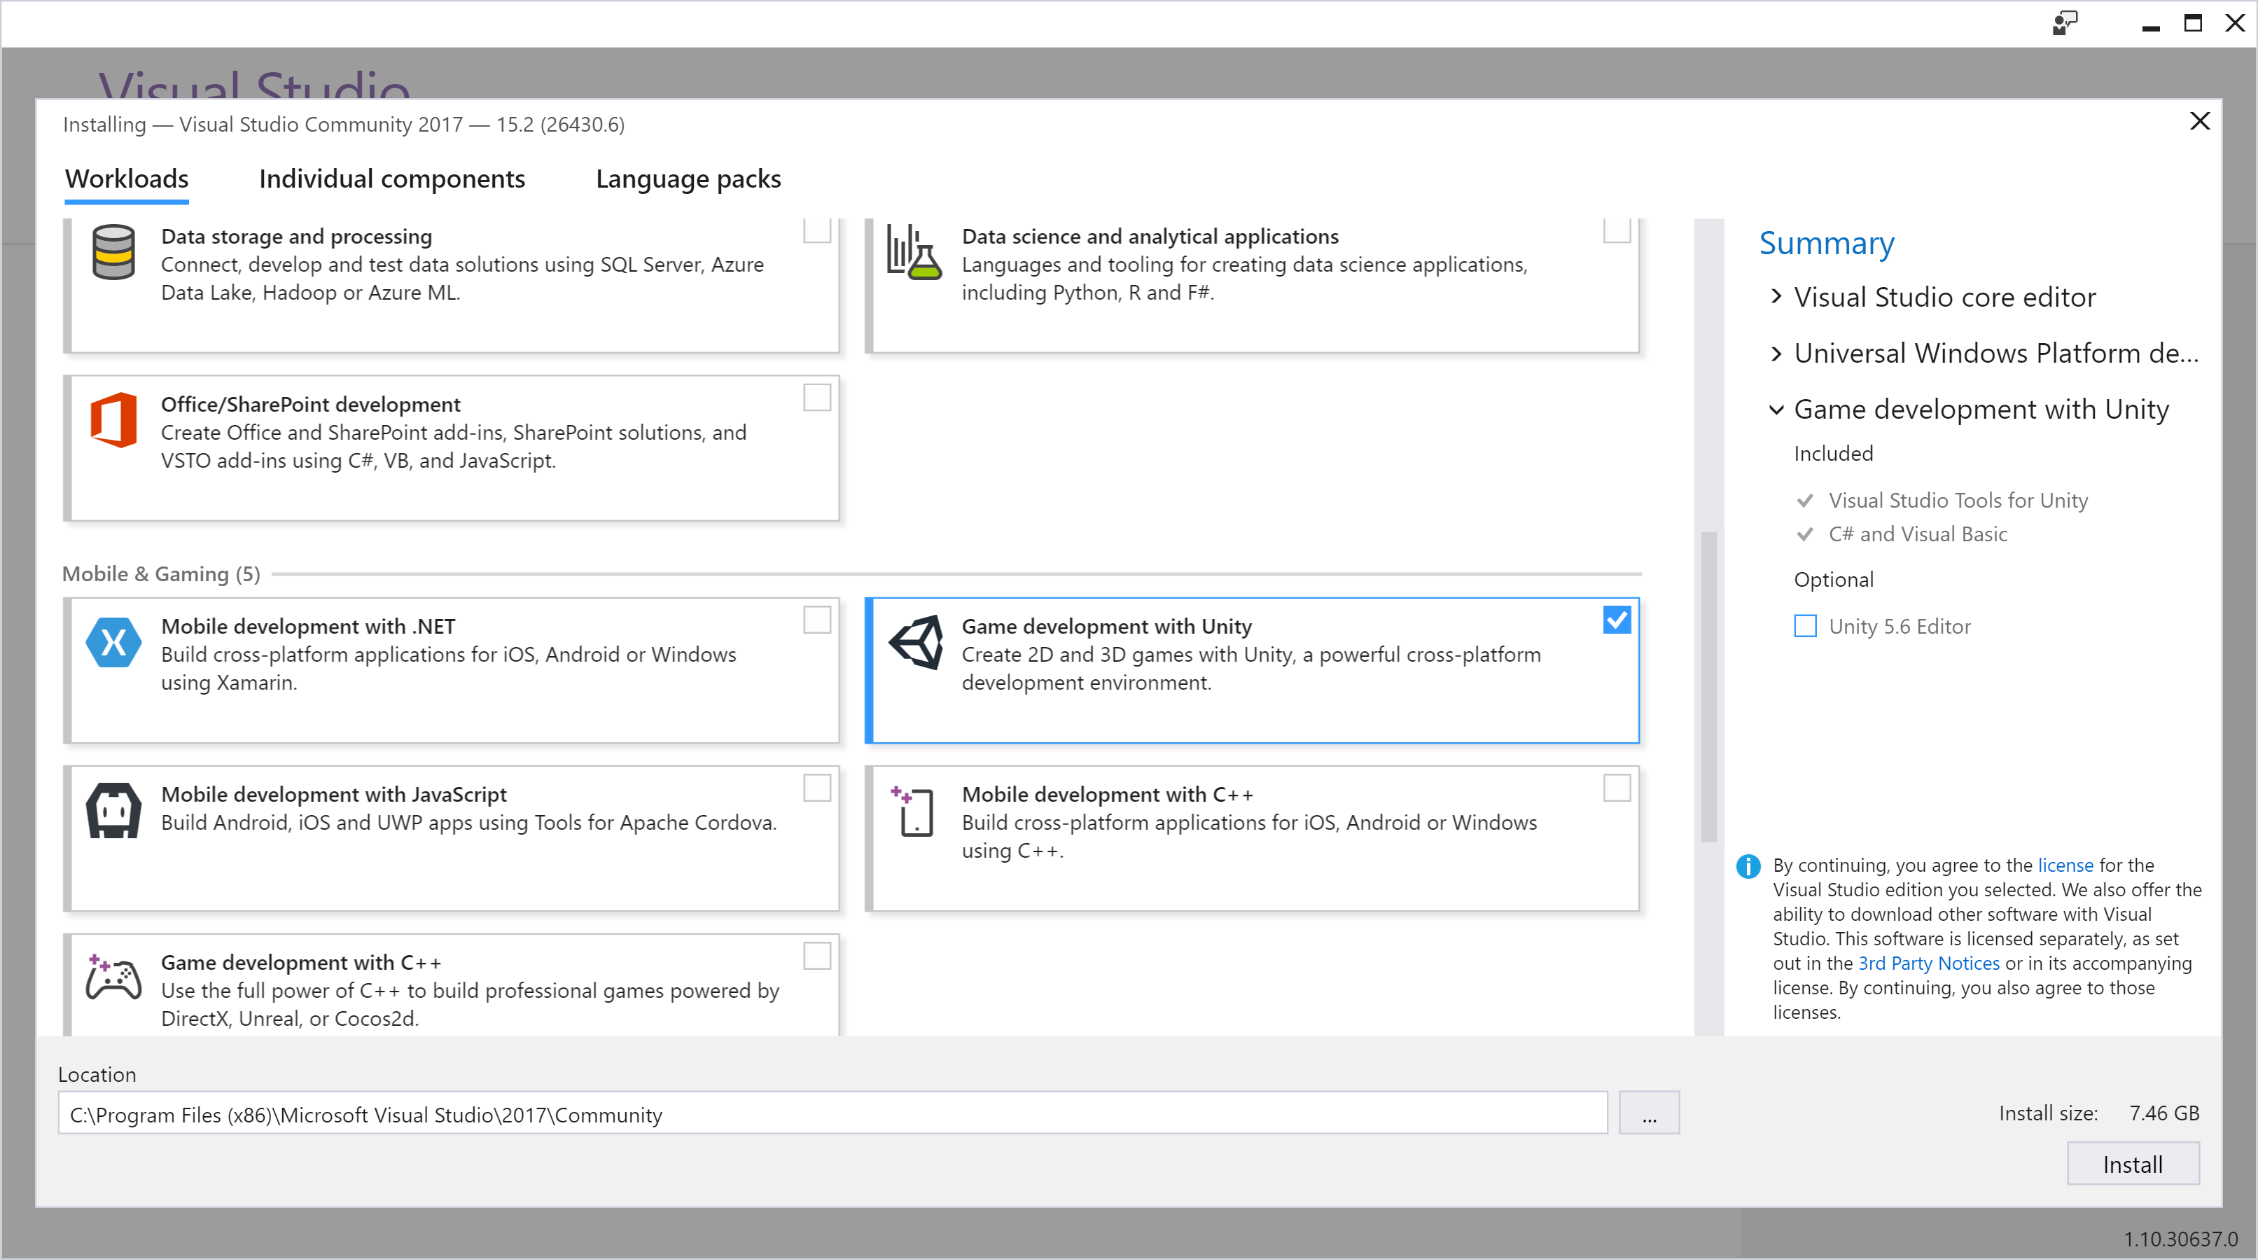 Visual Studio
Installing — Visual Studio Community 2017 — 15.2 (26430.6)
Workloads
Individual components
Language packs
Data storage and processing
Connect, develop and test data solutions using SQL Server, Azure
Data Lake, Hadoop or Azure ML.
Data science and analytical applications
Languages and tooling for creating data science applications,
including Python, R and F#.
Office/SharePoint development
Create Office and SharePoint add-ins, SharePoint solutions, and
VSTO add-ins using C#, VB, and JavaScript.
Mobile & Gaming (5)
Mobile development with .NET
Build cross-platform applications for iOS, Android or Windows
using Xamarin.
Game development with Unity
Create 2D and 3D games with Unity, a powerful cross-platform
development environment.
Mobile development with JavaScript
Build Android, iOS and UWP apps using Tools for Apache Cordova.
Mobile development with C++
Build cross-platform applications for iOS, Android or Windows
using C++.
Game development with C++
Use the full power of C++ to build professional games powered by
DirectX, Unreal, or Cocos2d.
Summary
Visual Studio core editor
Universal Windows Platform de...
Game development with Unity
Included
Visual Studio Tools for Unity
C# and Visual Basic
Optional
Unity 5.6 Editor
By continuing, you agree to the license for the
Visual Studio edition you selected. We also offer the
ability to download other software with Visual
Studio. This software is licensed separately, as set
out in the 3rd Party Notices or in its accompanying
license. By continuing, you also agree to those
licenses.
Location
C:\Program Files (x86)\Microsoft Visual Studio\2017\Community
...
Install size: 7.46 GB
Install
1.10.30637.0